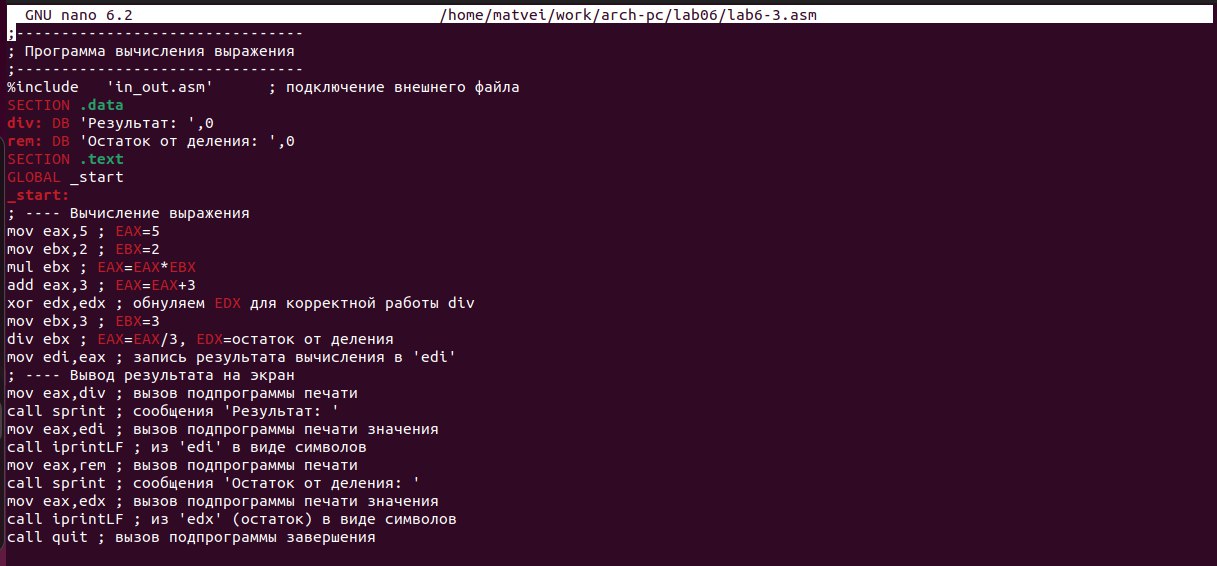 GNU nano 6.2 /home/matvei/work/arch-pc/lab06/lab6-3.asm
;--------------------------------
; Программа вычисления выражения
;--------------------------------
%include 'in_out.asm' ; подключение внешнего файла
SECTION .data
div: DB 'Результат: ',0
rem: DB 'Остаток от деления: ',0
SECTION .text
GLOBAL _start
_start:
; ---- Вычисление выражения
mov eax,5 ; EAX=5
mov ebx,2 ; EBX=2
mul ebx ; EAX=EAX*EBX
add eax,3 ; EAX=EAX+3
xor edx,edx ; обнуляем EDX для корректной работы div
mov ebx,3 ; EBX=3
div ebx ; EAX=EAX/3, EDX=остаток от деления
mov edi,eax ; запись результата вычисления в 'edi'
; ---- Вывод результата на экран
mov eax,div ; вызов подпрограммы печати
call sprint ; сообщения 'Результат: '
mov eax,edi ; вызов подпрограммы печати значения
call iprintLF ; из 'edi' в виде символов
mov eax,rem ; вызов подпрограммы печати
call sprint ; сообщения 'Остаток от деления: '
mov eax,edx ; вызов подпрограммы печати значения
call iprintLF ; из 'edx' (остаток) в виде символов
call quit ; вызов подпрограммы завершения